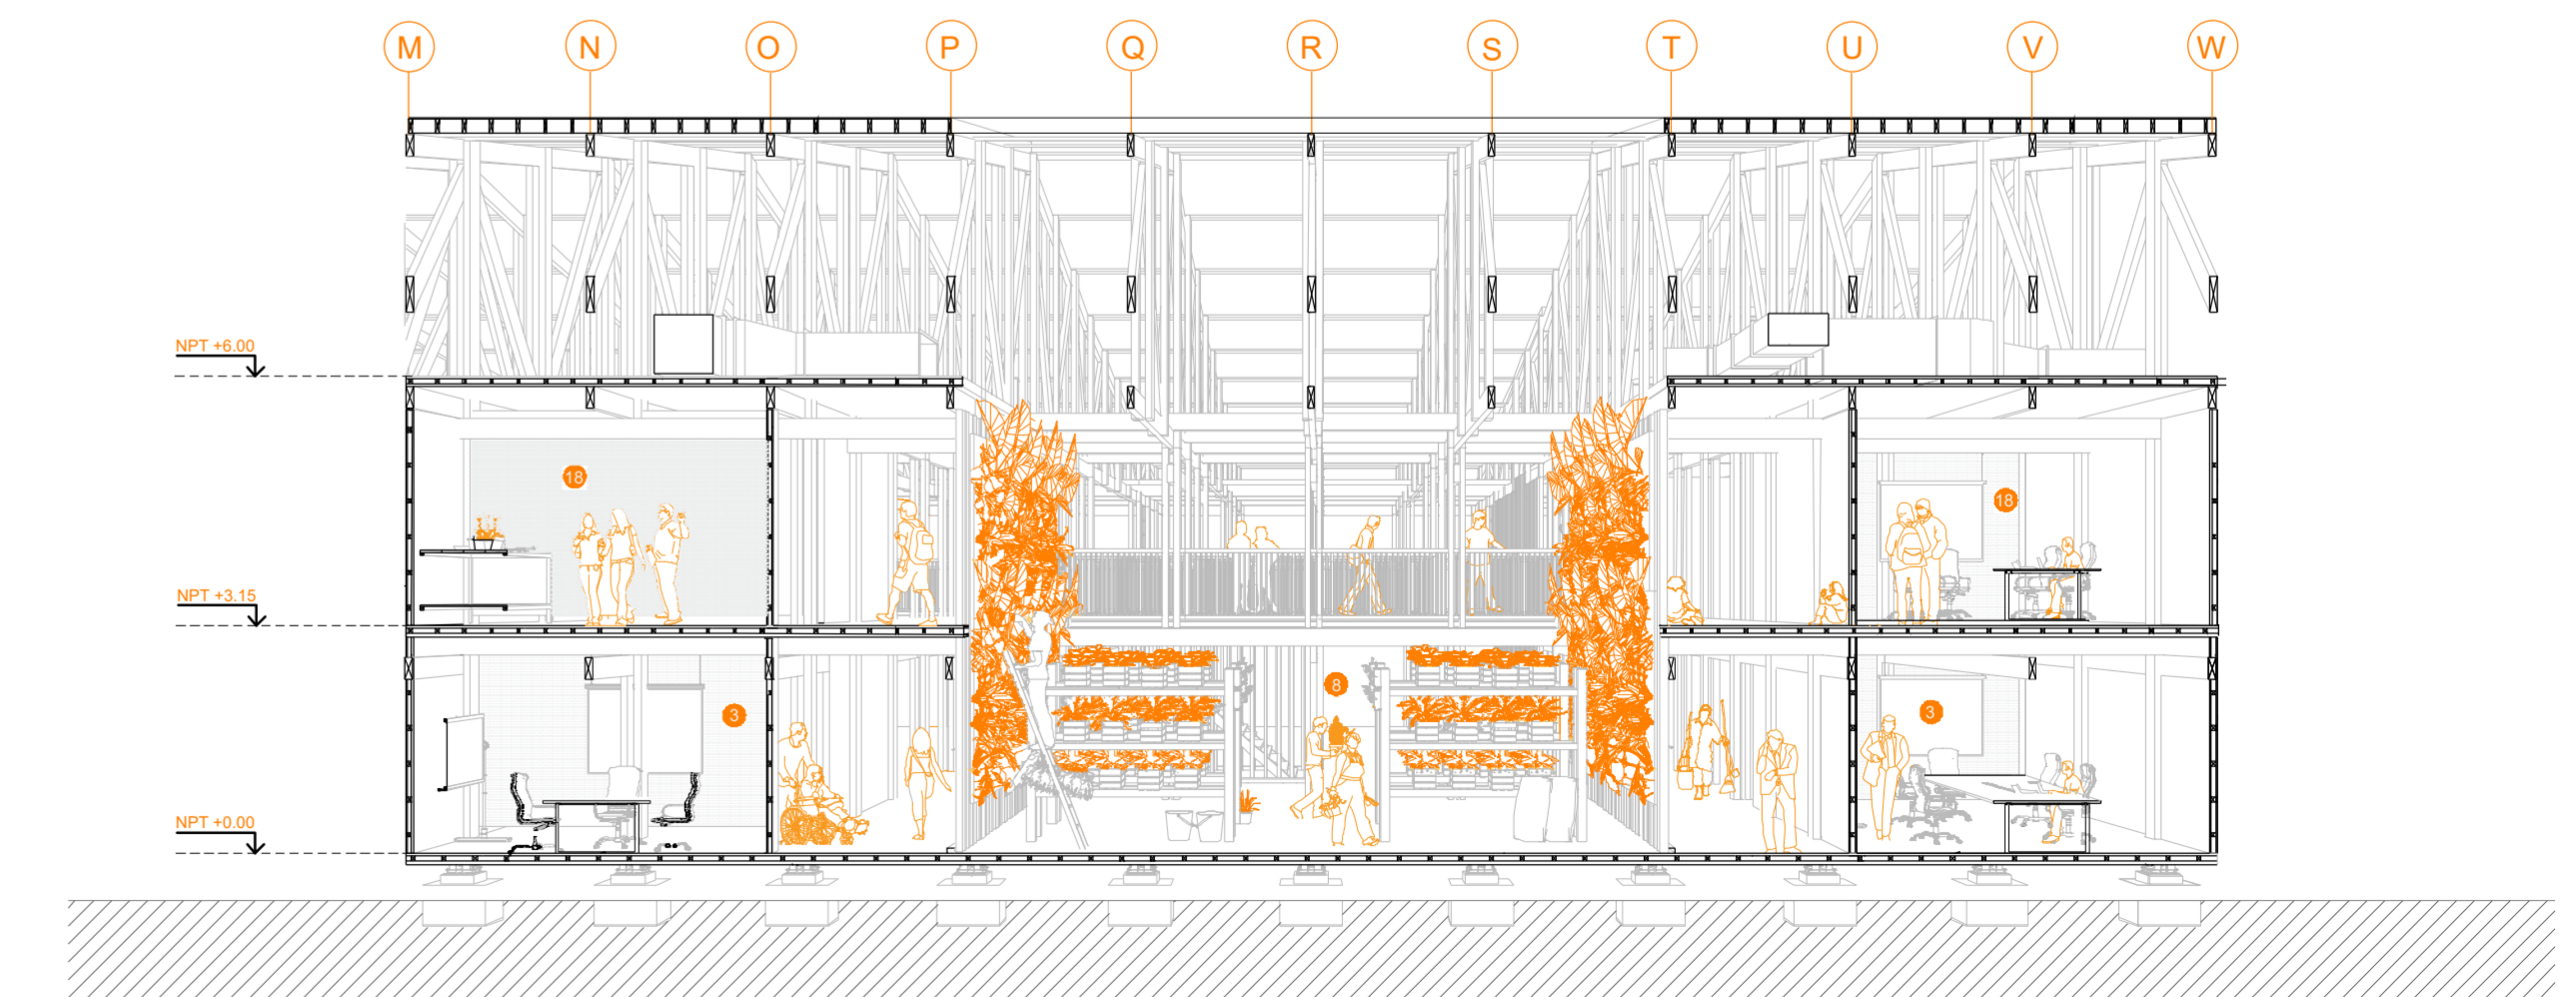 M N O P Q R S T U V W
NPT +6.00
18
18
NPT +3.15
8
3
3
NPT +0.00